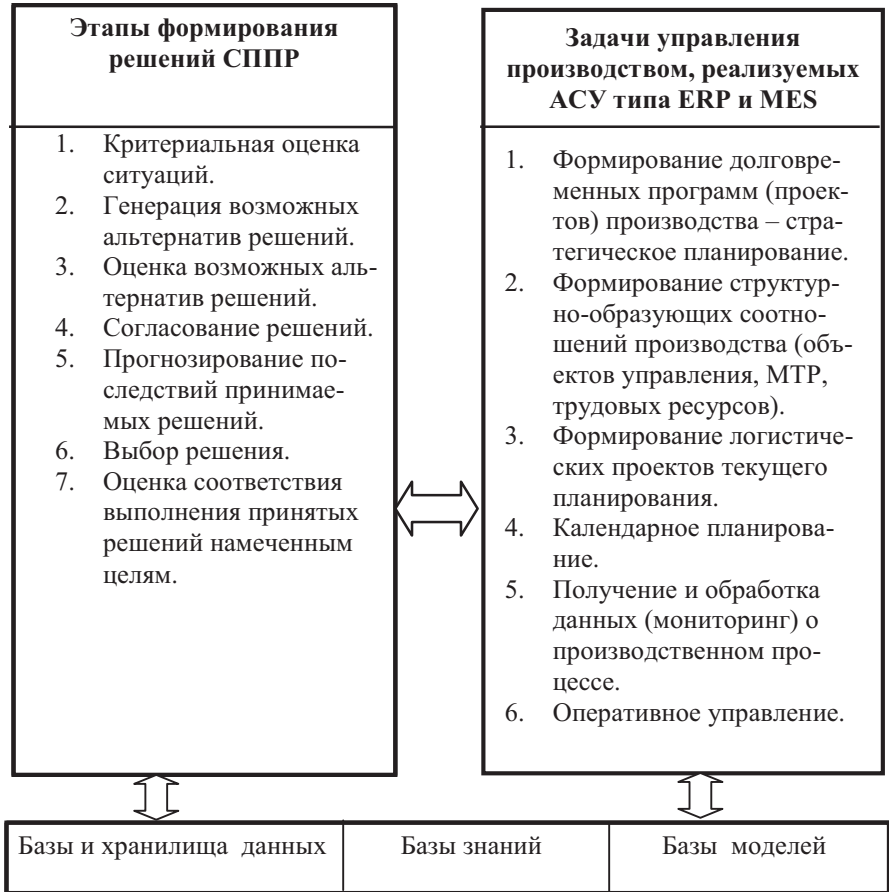 Этапы формирования
решений СППР
1. Критериальная оценка
ситуаций.
2. Генерация возможных
альтернатив решений.
3. Оценка возможных аль-
тернатив решений.
4. Согласование решений.
5. Прогнозирование по-
следствий принимае-
мых решений.
6. Выбор решения.
7. Оценка соответствия
выполнения принятых
решений намеченным
целям.
Задачи управления
производством, реализуемых
АСУ типа ERP и MES
1. Формирование долговре-
менных программ (проек-
тов) производства – стра-
тегическое планирование.
2. Формирование структур-
но-образующих соотно-
шений производства (объ-
ектов управления, МТР,
трудовых ресурсов).
3. Формирование логистиче-
ских проектов текущего
планирования.
4. Календарное планирова-
ние.
5. Получение и обработка
данных (мониторинг) о
производственном про-
цессе.
6. Оперативное управление.
Базы и хранилища данных
Базы знаний
Базы моделей